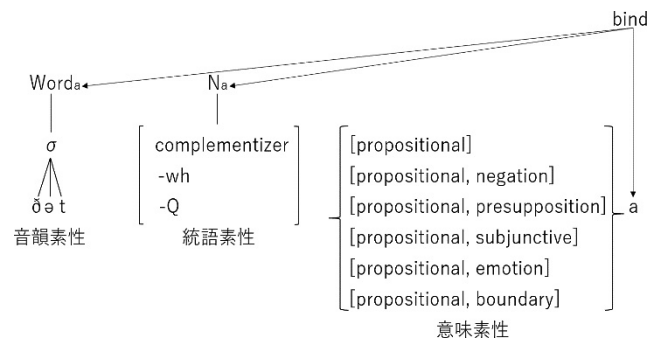 bind
Worda
Na
σ
complementizer
-wh
-Q
[propositional]
[propositional, negation]
[propositional, presupposition]
[propositional, subjunctive]
[propositional, emotion]
[propositional, boundary]
a
ð ə t
音韻素性
統語素性
意味素性